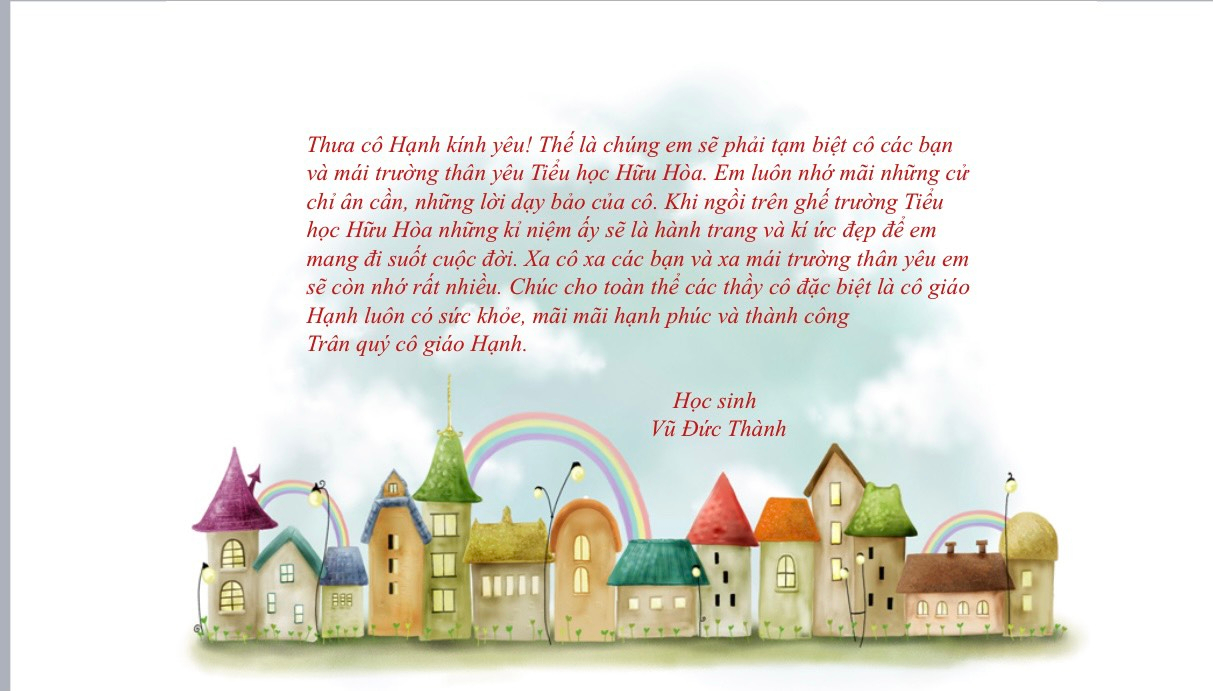 Thưa cô Hạnh kính yêu! Thế là chúng em sẽ phải tạm biệt cô các bạn
và mái trường thân yêu Tiểu học Hữu Hòa. Em luôn nhớ mãi những cử
chỉ ân cần, những lời dạy bảo của cô. Khi ngồi trên ghế trường Tiểu
học Hữu Hòa những kỉ niệm ấy sẽ là hành trang và kí ức đẹp để em
mang đi suốt cuộc đời. Xa cô xa các bạn và xa mái trường thân yêu em
sẽ còn nhớ rất nhiều. Chúc cho toàn thể các thầy cô đặc biệt là cô giáo
Hạnh luôn có sức khỏe, mãi mãi hạnh phúc và thành công
Trân quý cô giáo Hạnh.
Học sinh
Vũ Đức Thành